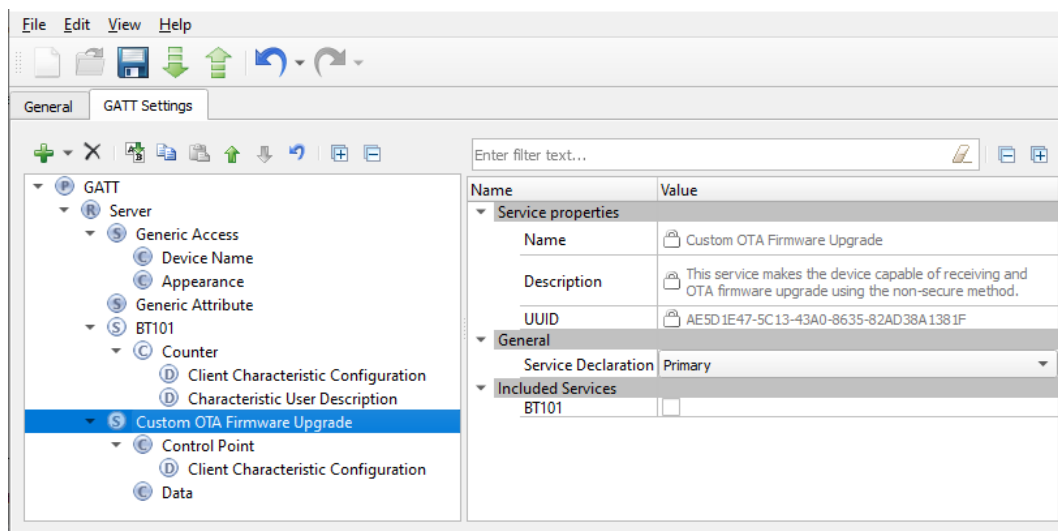 File Edit View Help
General GATT Settings
Enter filter text...
GATT
Server
Generic Access
Device Name
Appearance
Generic Attribute
BT101
Counter
Client Characteristic Configuration
Characteristic User Description
Custom OTA Firmware Upgrade
Control Point
Client Characteristic Configuration
Data
Name Value
Service properties
Name Custom OTA Firmware Upgrade
Description This service makes the device capable of receiving and
OTA firmware upgrade using the non-secure method.
UUID AE5D1E47-5C13-43A0-8635-82AD38A1381F
General
Service Declaration Primary
Included Services
BT101